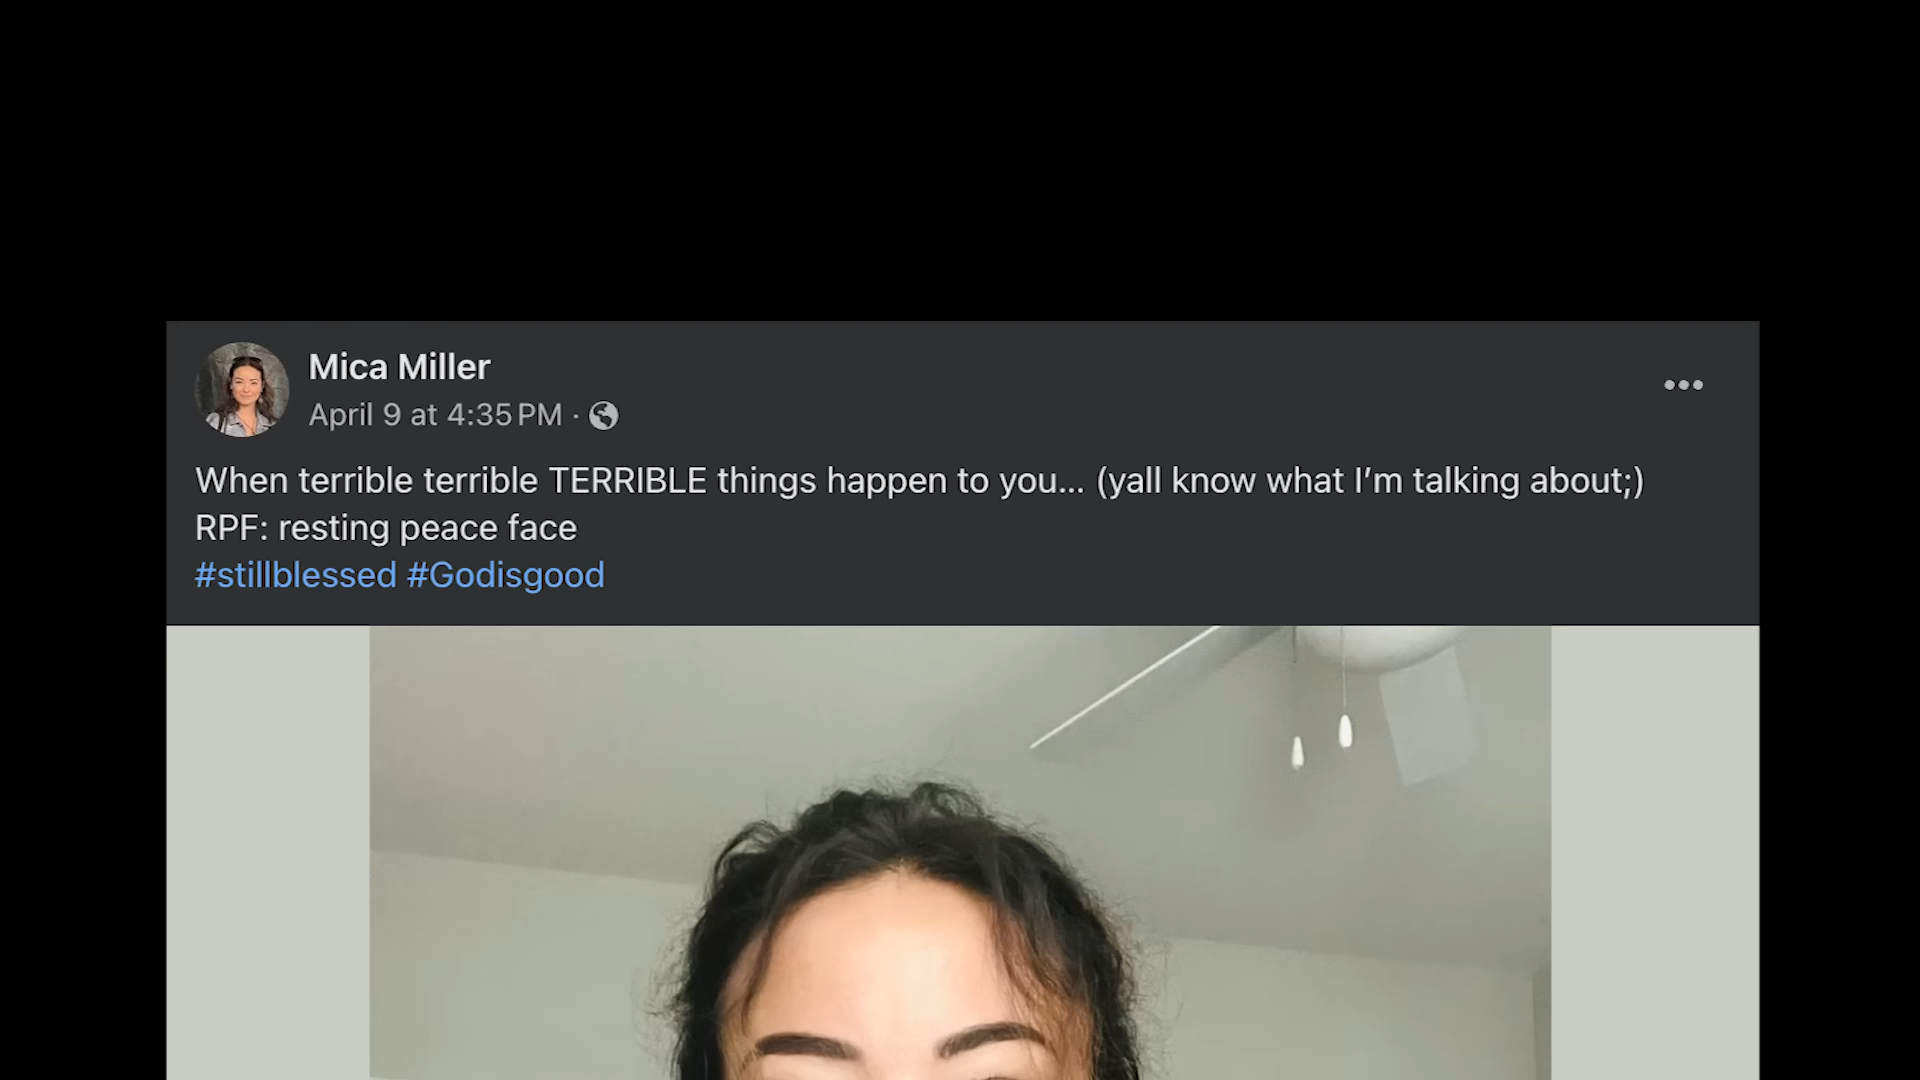 Mica Miller
April 9 at 4:35 PM ·
When terrible terrible TERRIBLE things happen to you... (yall know what I’m talking about;)
RPF: resting peace face
#stillblessed #Godisgood